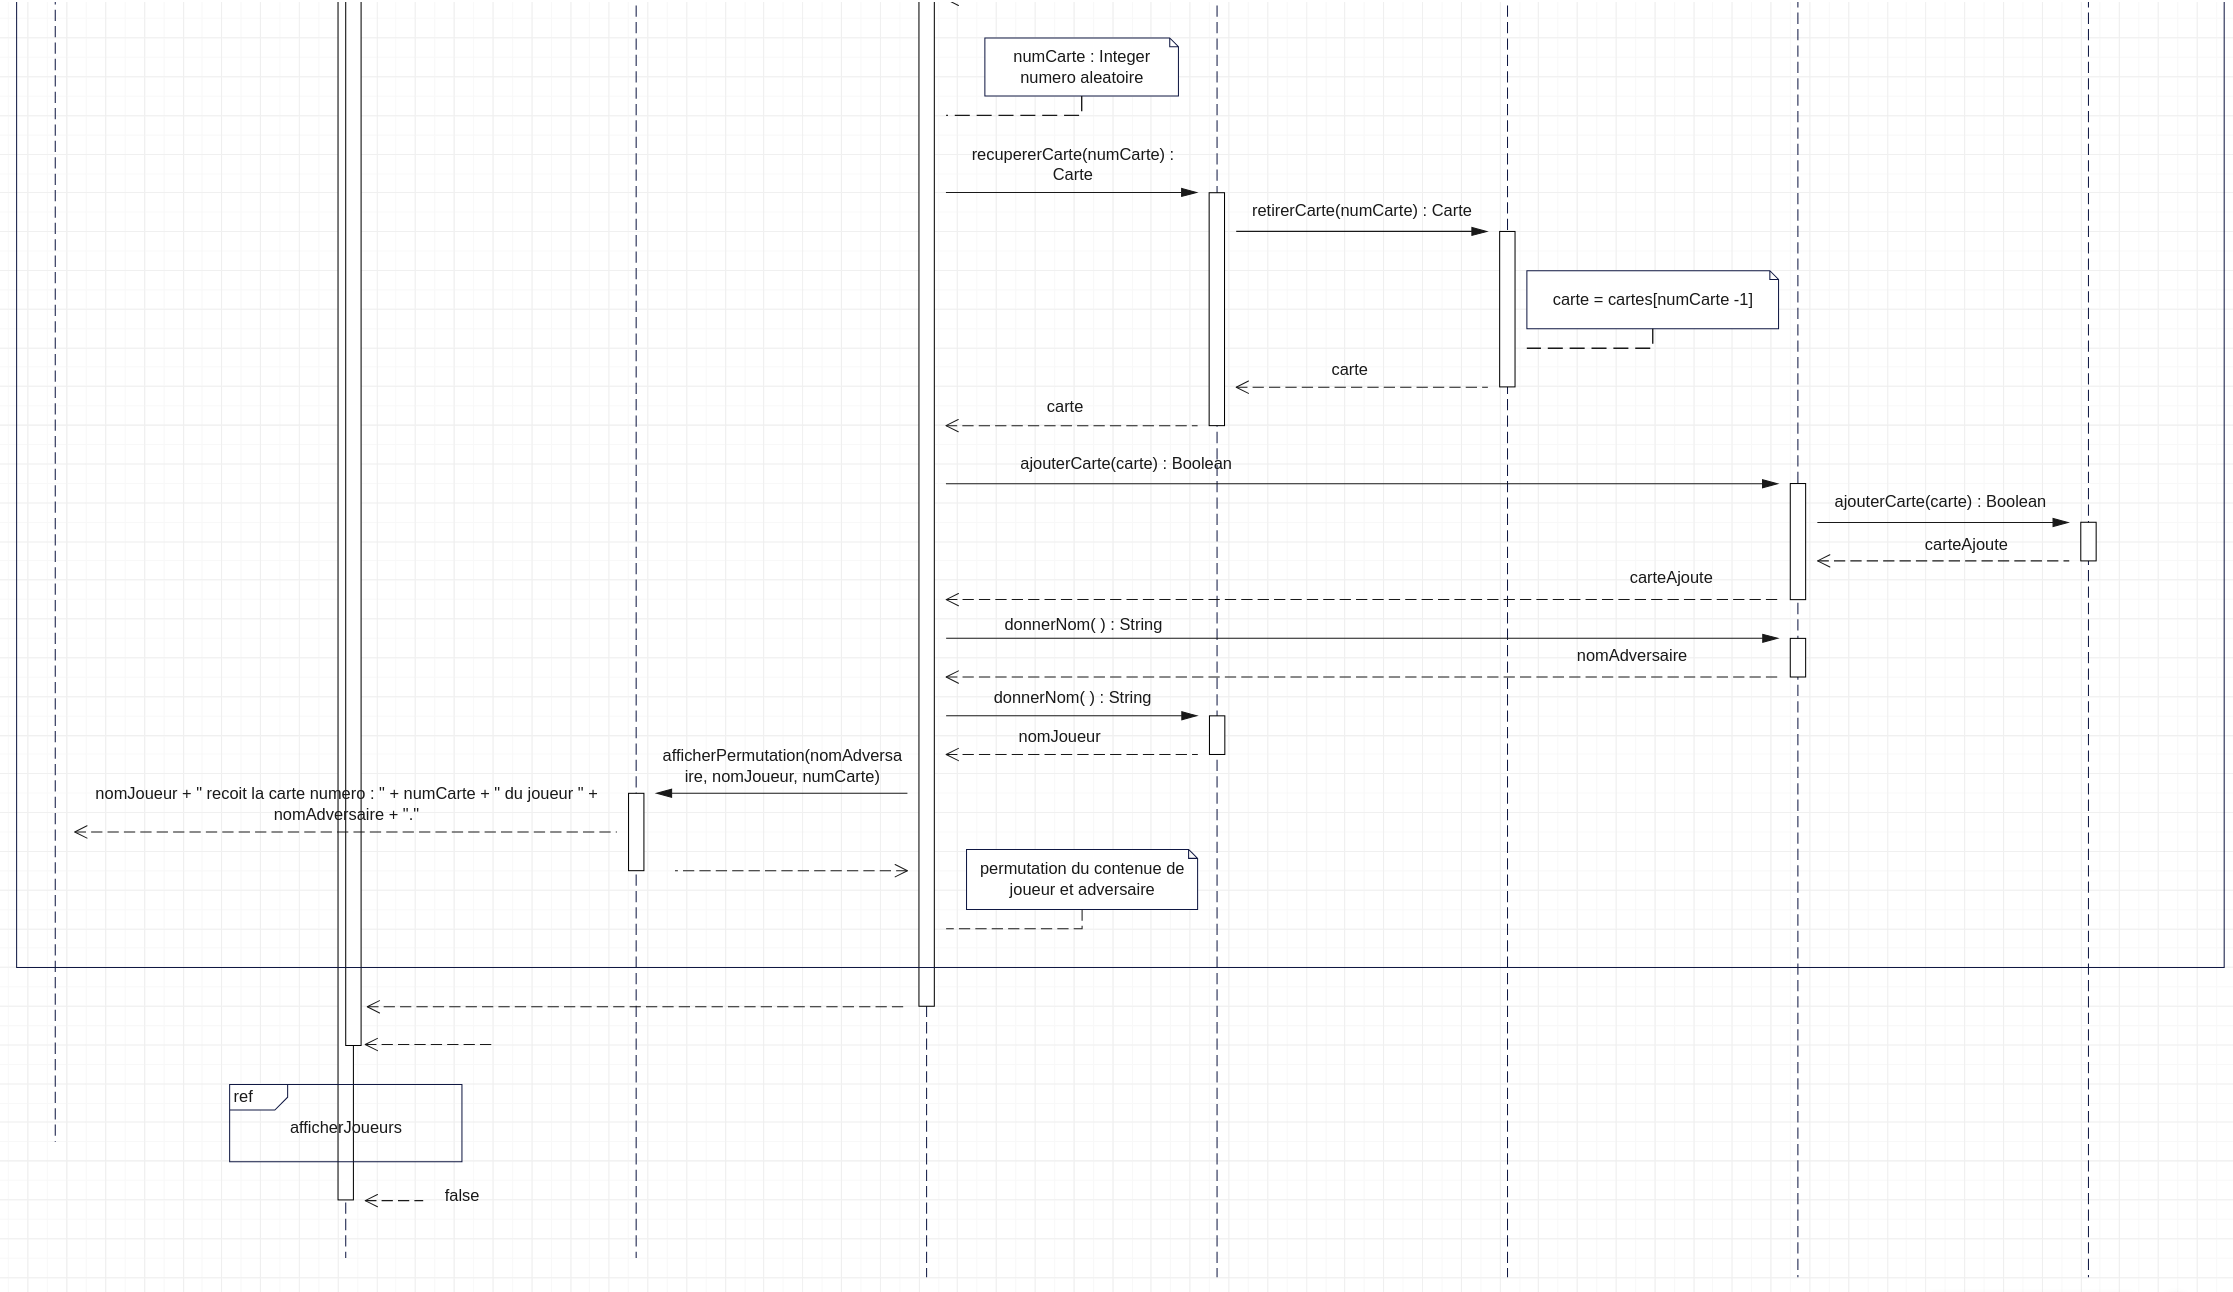 numCarte : Integer
numero aleatoire
recupererCarte(numCarte) :
Carte
retirerCarte(numCarte) : Carte
carte = cartes[numCarte -1]
carte
carte
ajouterCarte(carte) : Boolean
ajouterCarte(carte) : Boolean
carteAjoute
carteAjoute
donnerNom( ) : String
nomAdversaire
donnerNom( ) : String
nomJoueur
afficherPermutation(nomAdversa
ire, nomJoueur, numCarte)
nomJoueur + " recoit la carte numero : " + numCarte + " du joueur " +
nomAdversaire + "."
permutation du contenue de
joueur et adversaire
ref
afficherJoueurs
false